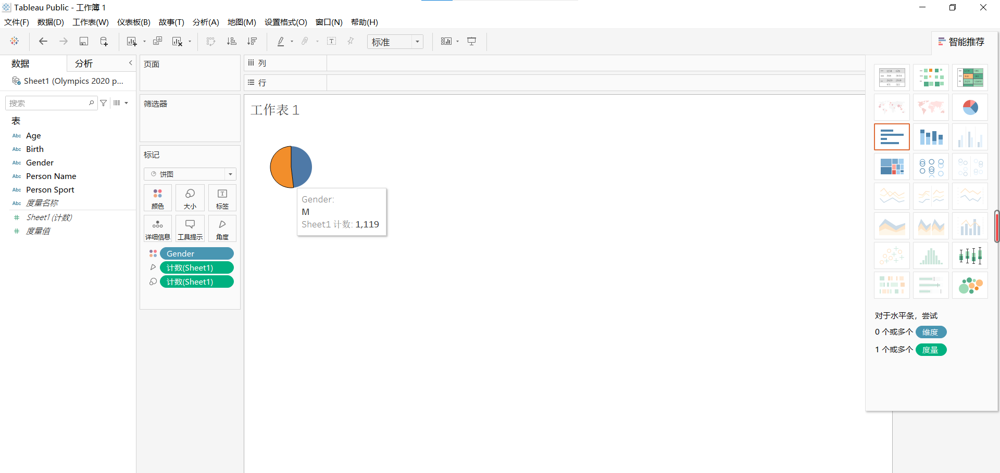 Tableau Public - 工作簿 1
文件(F) 数据(D) 工作表(W) 仪表板(B) 故事(T) 分析(A) 地图(M) 设置格式(O) 窗口(N) 帮助(H)
标准
智能推荐
数据 分析
Sheet1 (Olympics 2020 p...
搜索
表
Abc Age
Abc Birth
Abc Gender
Abc Person Name
Abc Person Sport
Abc 度量名称
Sheet1 (计数)
度量值
页面
筛选器
标记
饼图
颜色 大小 标签
详细信息 工具提示 角度
Gender
计数(Sheet1)
计数(Sheet1)
列
行
工作表 1
Gender:
M
Sheet1 计数: 1,119
对于水平条，尝试
0 个或多个 维度
1 个或多个 度量